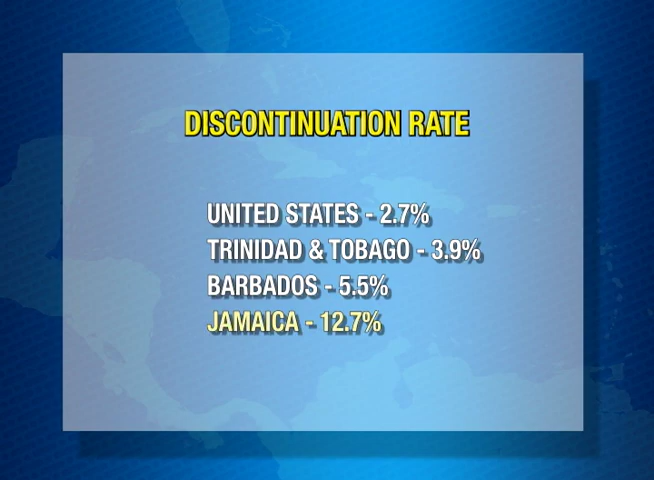 DISCONTINUATION RATE
UNITED STATES - 2.7%
TRINIDAD & TOBAGO - 3.9%
BARBADOS - 5.5%
JAMAICA - 12.7%